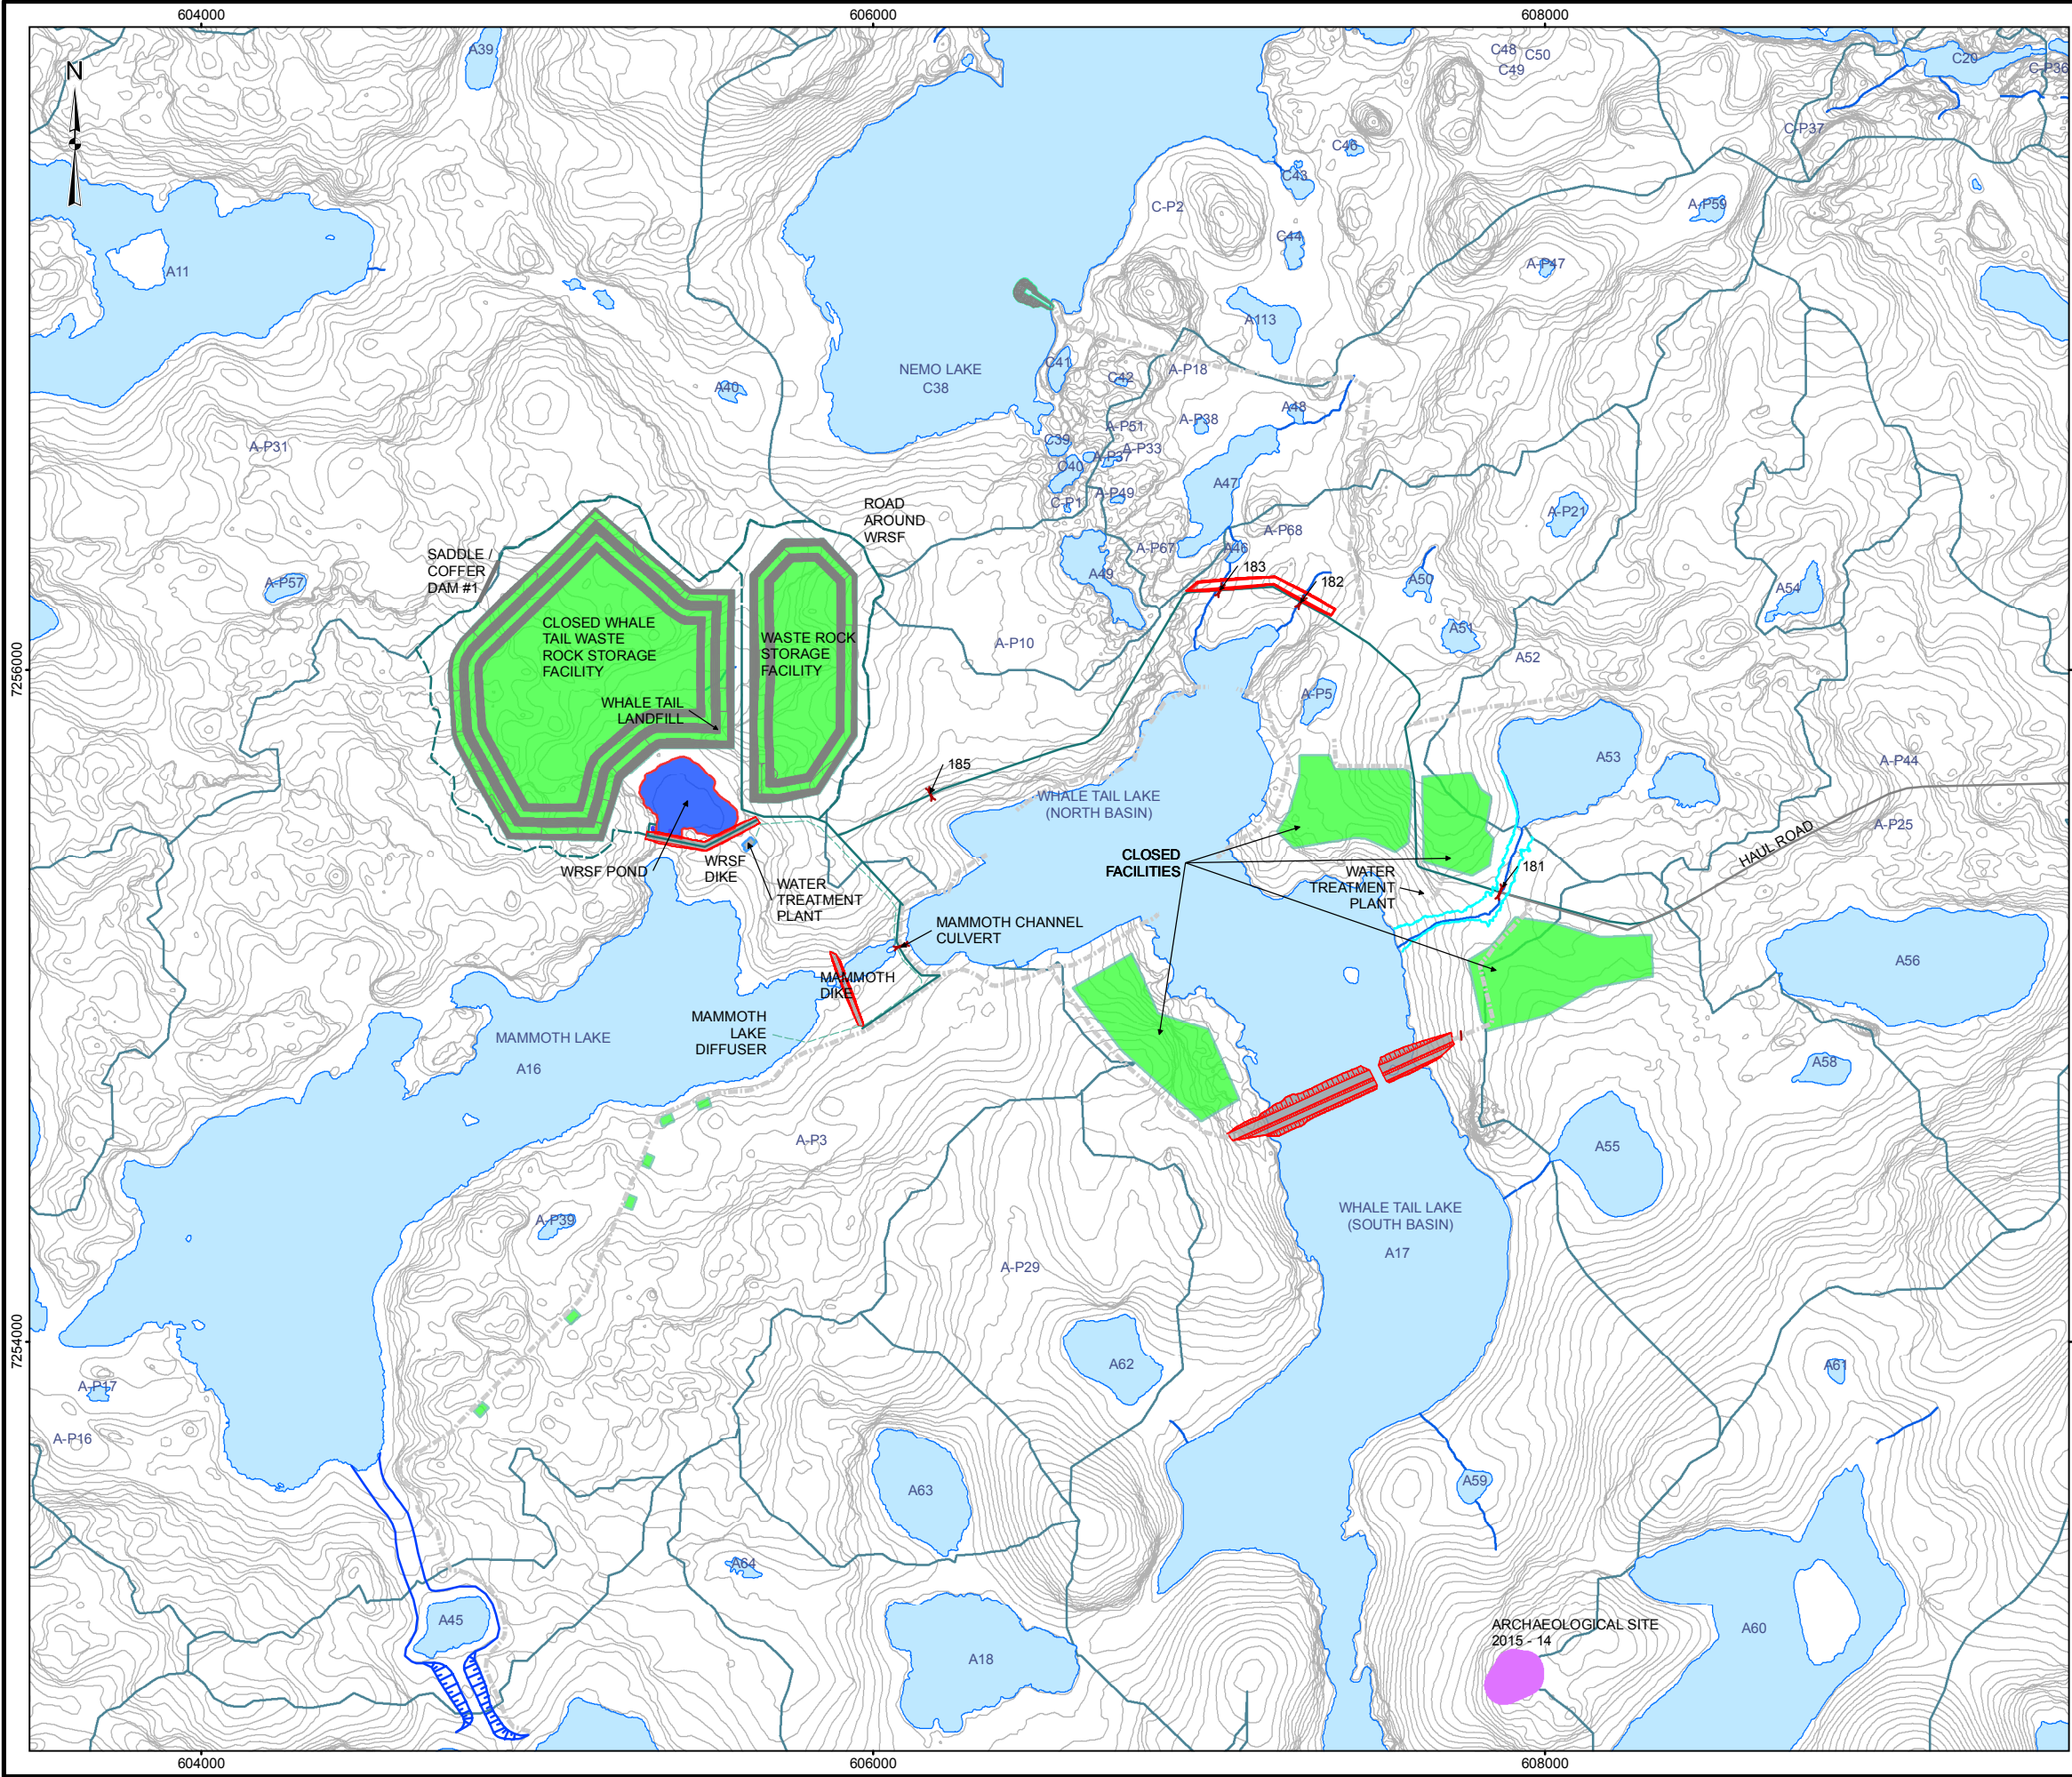 604000
606000
608000
N
A39
C48
C50
C49
C20
C-P36
C-P37
C46
C43
C-P2
A-P59
C44
A11
A-P47
A113
NEMO LAKE
C38
C41
C42
A-P18
A40
A48
A-P38
A-P51
A-P31
C39
A-P33
A-P37
A47
A-P49
C-P1
ROAD
AROUND
WRSF
A-P21
A-P68
A-P67
A46
SADDLE /
COFFER
DAM #1
A-P57
A49
183
182
A50
A54
CLOSED WHALE
TAIL WASTE
ROCK STORAGE
FACILITY
WASTE ROCK
STORAGE
FACILITY
A-P10
A51
A52
7256000
A-P5
WHALE TAIL
LANDFILL
185
A53
A-P44
WHALE TAIL LAKE
(NORTH BASIN)
A-P25
HAUL ROAD
CLOSED
FACILITIES
WRSF POND
WRSF
DIKE
WATER
TREATMENT
PLANT
WATER
TREATMENT
PLANT
181
MAMMOTH CHANNEL
CULVERT
A56
MAMMOTH
DIKE
MAMMOTH
LAKE
DIFFUSER
MAMMOTH LAKE
A16
A58
A-P3
A55
A-P39
WHALE TAIL LAKE
(SOUTH BASIN)
A17
A-P29
7254000
A62
A61
A-P17
A-P16
A63
A59
A64
A45
ARCHAEOLOGICAL SITE
2015 - 14
A60
A18
604000
606000
608000